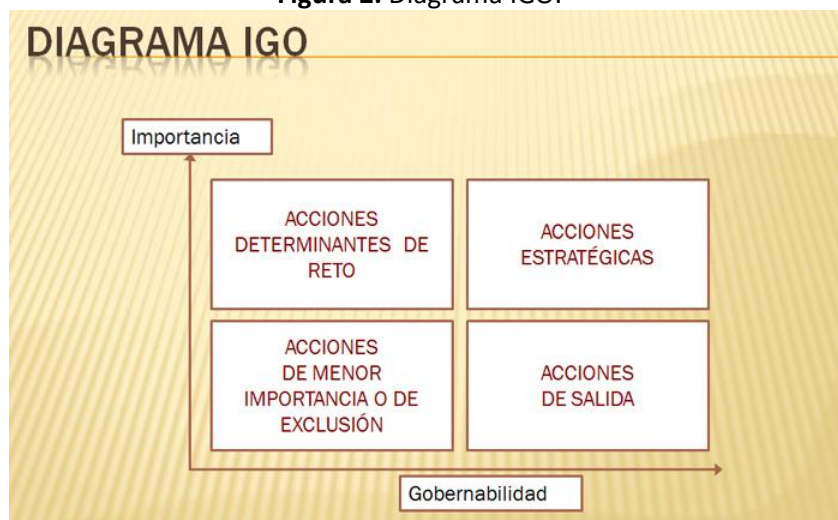 Figura 2. Diagrama IGO.
DIAGRAMA IGO
Importancia
ACCIONES
DETERMINANTES DE
RETO
ACCIONES
ESTRATÉGICAS
ACCIONES
DE MENOR
IMPORTANCIA O DE
EXCLUSIÓN
ACCIONES
DE SALIDA
Gobernabilidad